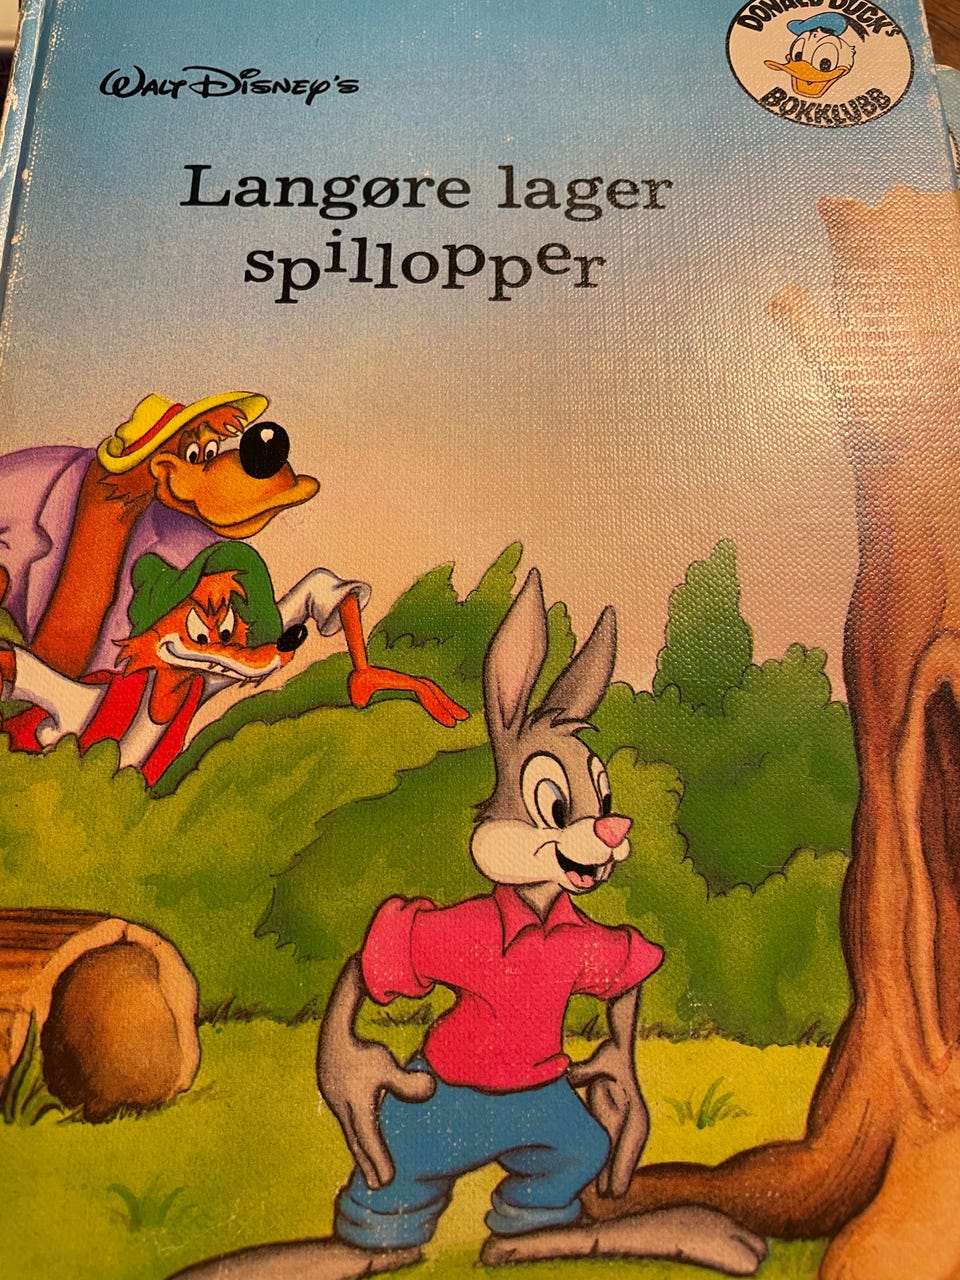 DONALD DUCK's
BOKKLUBB
WALT DISNEY'S
Langøre lager
spillopper